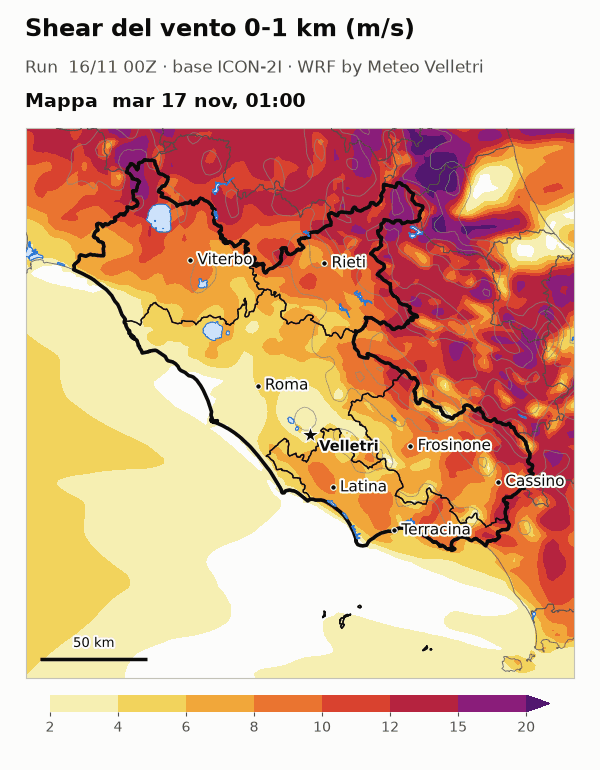 Shear del vento 0-1 km (m/s)
Run 16/11 00Z · base ICON-2I · WRF by Meteo Velletri
Mappa mar 17 nov, 01:00
Viterbo
Rieti
Roma
Velletri
Frosinone
Latina
Cassino
Terracina
50 km
2 4 6 8 10 12 15 20